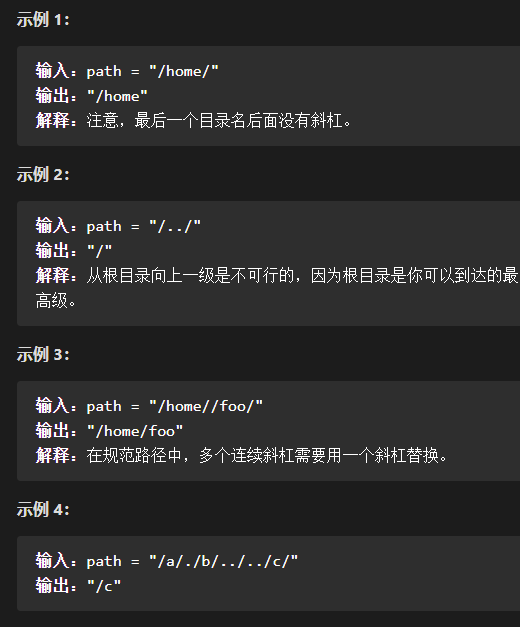 示例 1：
输入：path = "/home/"
输出："/home"
解释：注意，最后一个目录名后面没有斜杠。
示例 2：
输入：path = "/../"
输出："/"
解释：从根目录向上一级是不可行的，因为根目录是你可以到达的最
高级。
示例 3：
输入：path = "/home//foo/"
输出："/home/foo"
解释：在规范路径中，多个连续斜杠需要用一个斜杠替换。
示例 4：
输入：path = "/a/./b/../../c/"
输出："/c"